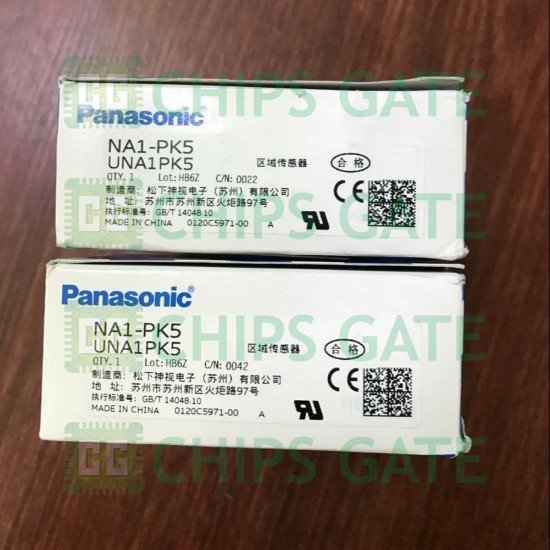 CHIPS GATE
Panasonic
NA1-PK5
UNA1PK5
区域传感器
合格
QTY.1 Lot:HB6Z C/N:0022
制造商：松下神视电子（苏州）有限公司
地 址：苏州市苏州新区火炬路97号
执行标准号：GB/T 14048.10
MADE IN CHINA 0120C5971-00 A
CE
CHIPS GATE
Panasonic
NA1-PK5
UNA1PK5
区域传感器
合格
QTY.1 Lot:HB6Z C/N:0042
制造商：松下神视电子（苏州）有限公司
地 址：苏州市苏州新区火炬路97号
执行标准号：GB/T 14048.10
MADE IN CHINA 0120C5971-00 A
CE
CHIPS GATE
CHIPS GATE